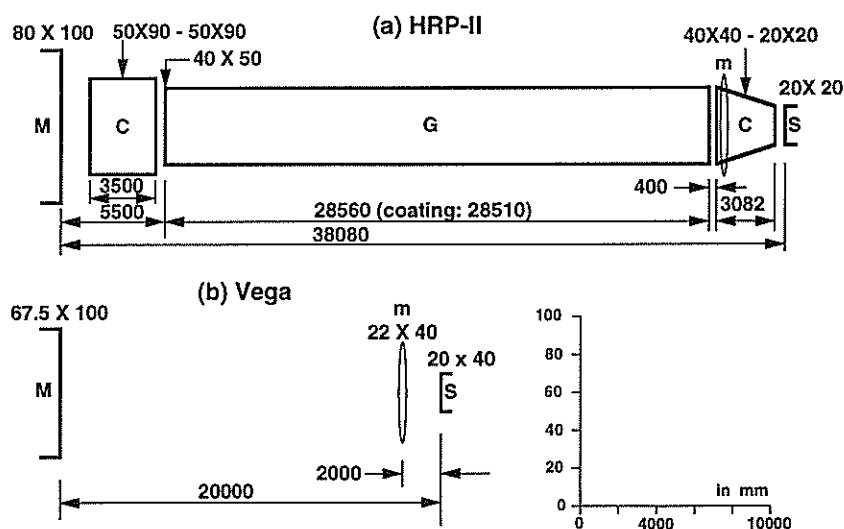 (a) HRP-II
80 X 100
50X90 - 50X90
40 X 50
40X40 - 20X20
m
20X 20
M
C
G
C
S
3500
5500
28560 (coating: 28510)
400
3082
38080
(b) Vega
67.5 X 100
m
22 X 40
20 x 40
M
S
2000
20000
100
80
60
40
20
0
in mm
0
4000
10000